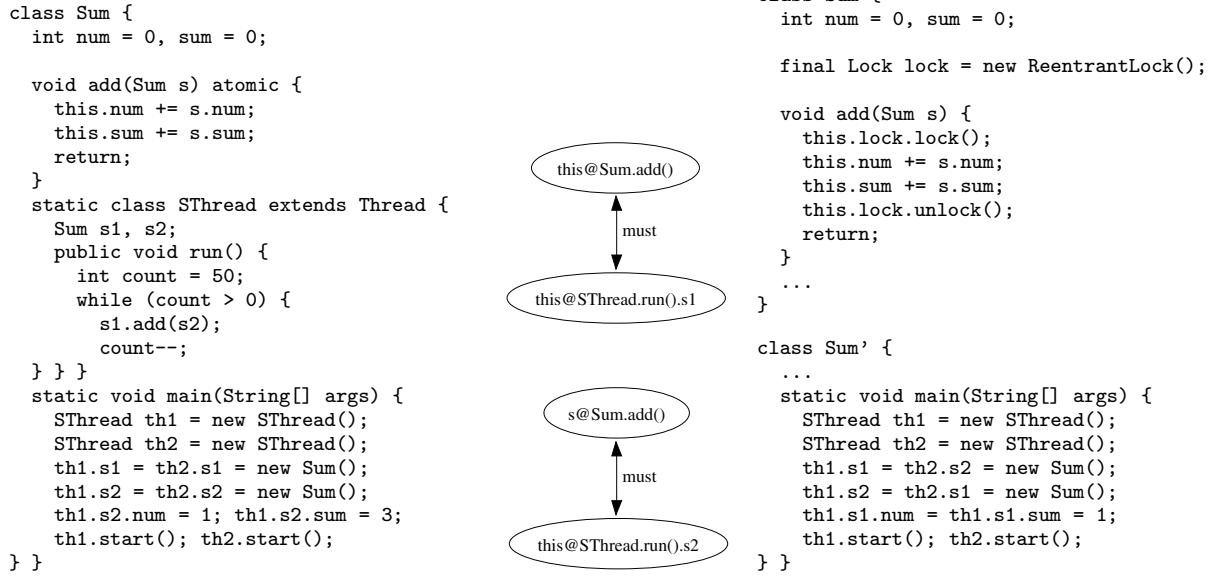 class Sum {
int num = 0, sum = 0;
void add(Sum s) atomic {
this.num += s.num;
this.sum += s.sum;
return;
}
static class SThread extends Thread {
Sum s1, s2;
public void run() {
int count = 50;
while (count > 0) {
s1.add(s2);
count--;
} } }
static void main(String[] args) {
SThread th1 = new SThread();
SThread th2 = new SThread();
th1.s1 = th2.s1 = new Sum();
th1.s2 = th2.s2 = new Sum();
th1.s2.num = 1; th1.s2.sum = 3;
th1.start(); th2.start();
} }
this@Sum.add()
must
this@SThread.run().s1
s@Sum.add()
must
this@SThread.run().s2
int num = 0, sum = 0;
final Lock lock = new ReentrantLock();
void add(Sum s) {
this.lock.lock();
this.num += s.num;
this.sum += s.sum;
this.lock.unlock();
return;
}
...
}
class Sum’ {
...
static void main(String[] args) {
SThread th1 = new SThread();
SThread th2 = new SThread();
th1.s1 = th2.s2 = new Sum();
th1.s2 = th2.s1 = new Sum();
th1.s1.num = th1.s1.sum = 1;
th1.start(); th2.start();
} }